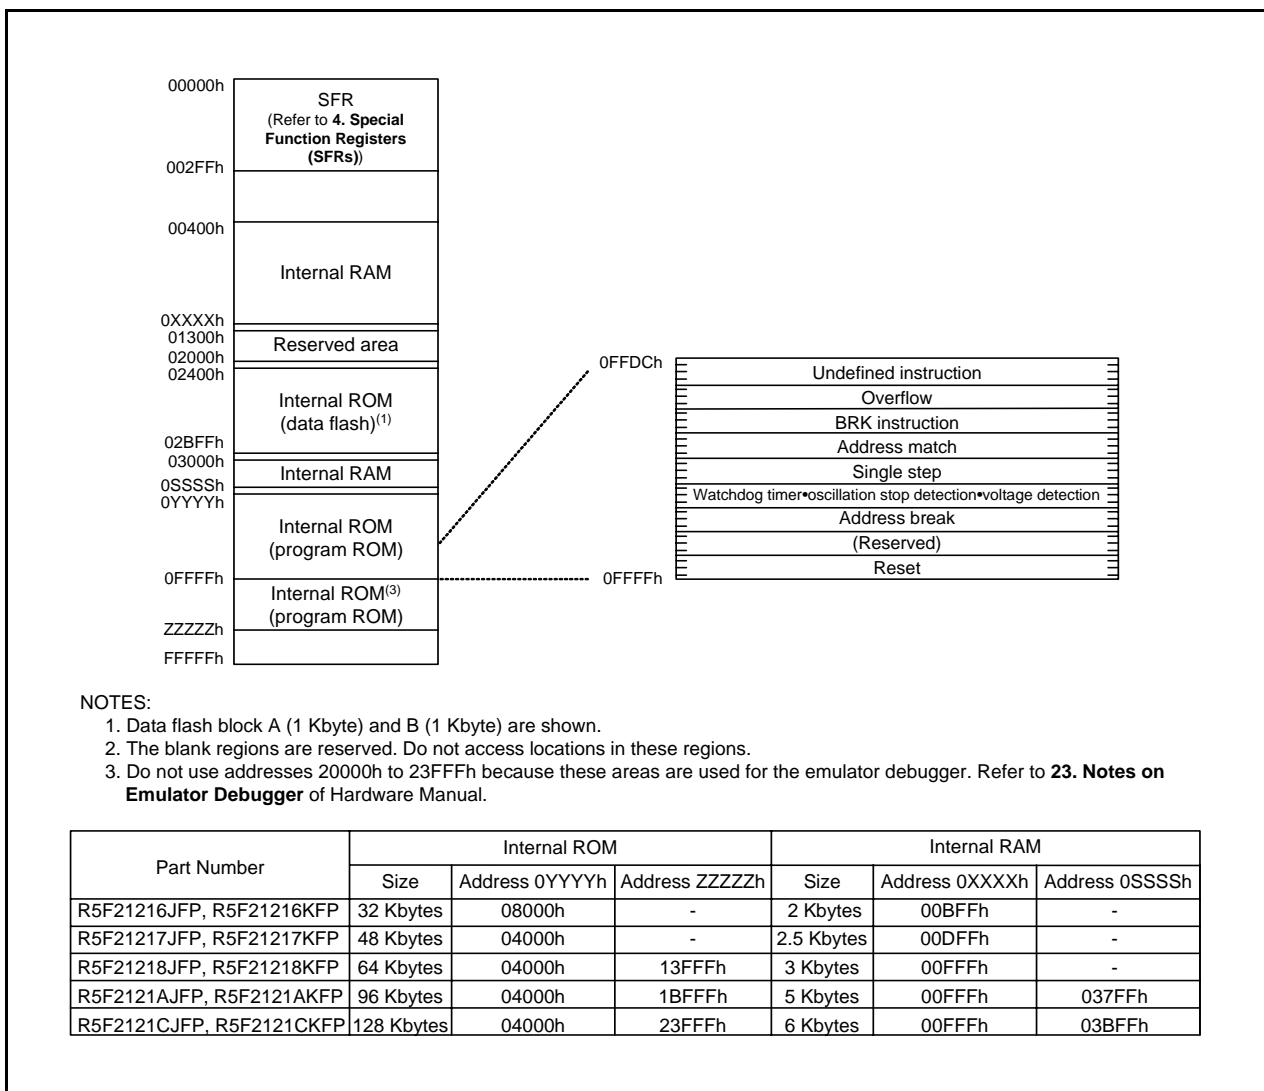 00000h
SFR
(Refer to 4. Special
Function Registers
(SFRs))
002FFh
00400h
Internal RAM
0XXXXh
01300h
Reserved area
02000h
02400h
Internal ROM
(data flash)(1)
02BFFh
03000h
Internal RAM
0SSSSh
0YYYYh
Internal ROM
(program ROM)
0FFFFh
Internal ROM(3)
(program ROM)
ZZZZZh
FFFFFh
0FFDCh
Undefined instruction
Overflow
BRK instruction
Address match
Single step
Watchdog timer•oscillation stop detection•voltage detection
Address break
(Reserved)
0FFFFh
Reset
NOTES:
1. Data flash block A (1 Kbyte) and B (1 Kbyte) are shown.
2. The blank regions are reserved. Do not access locations in these regions.
3. Do not use addresses 20000h to 23FFFh because these areas are used for the emulator debugger. Refer to 23. Notes on
Emulator Debugger of Hardware Manual.
Part Number Internal ROM Internal RAM
Size Address 0YYYYh Address ZZZZZh Size Address 0XXXXh Address 0SSSSh
R5F21216JFP, R5F21216KFP 32 Kbytes 08000h - 2 Kbytes 00BFFh -
R5F21217JFP, R5F21217KFP 48 Kbytes 04000h - 2.5 Kbytes 00DFFh -
R5F21218JFP, R5F21218KFP 64 Kbytes 04000h 13FFFh 3 Kbytes 00FFFh -
R5F2121AJFP, R5F2121AKFP 96 Kbytes 04000h 1BFFFh 5 Kbytes 00FFFh 037FFh
R5F2121CJFP, R5F2121CKFP 128 Kbytes 04000h 23FFFh 6 Kbytes 00FFFh 03BFFh